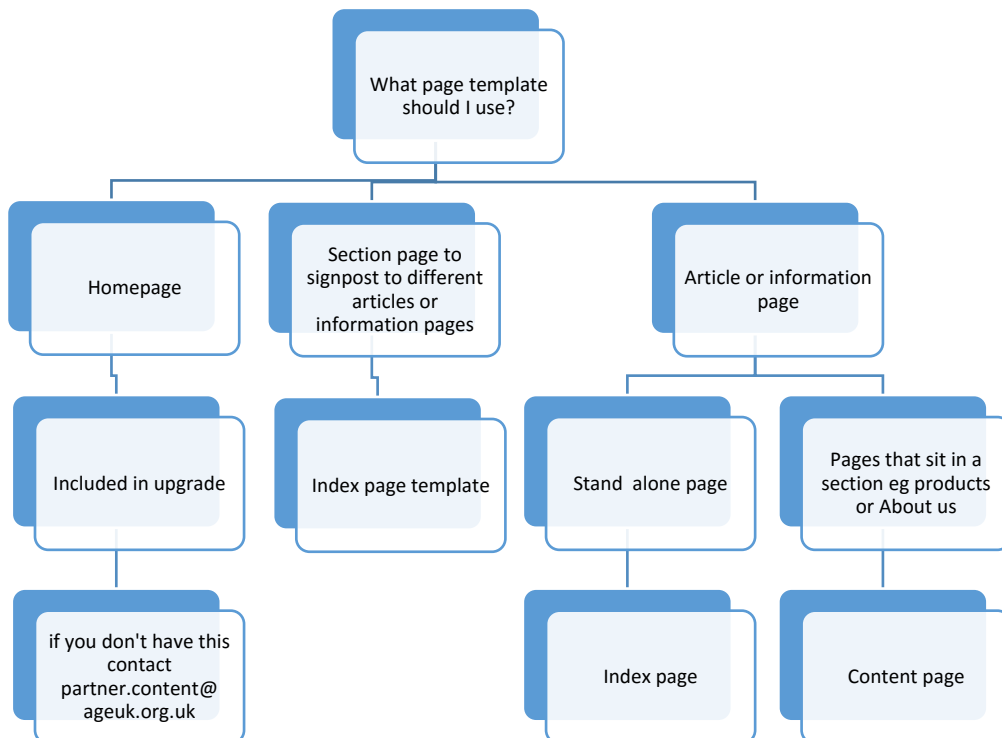 What page template
should I use?
Homepage
Section page to
signpost to different
articles or
information pages
Article or information
page
Included in upgrade
Index page template
Stand  alone page
Pages that sit in a
section eg products
or About us
if you don't have this
contact
partner.content@
ageuk.org.uk
Index page
Content page